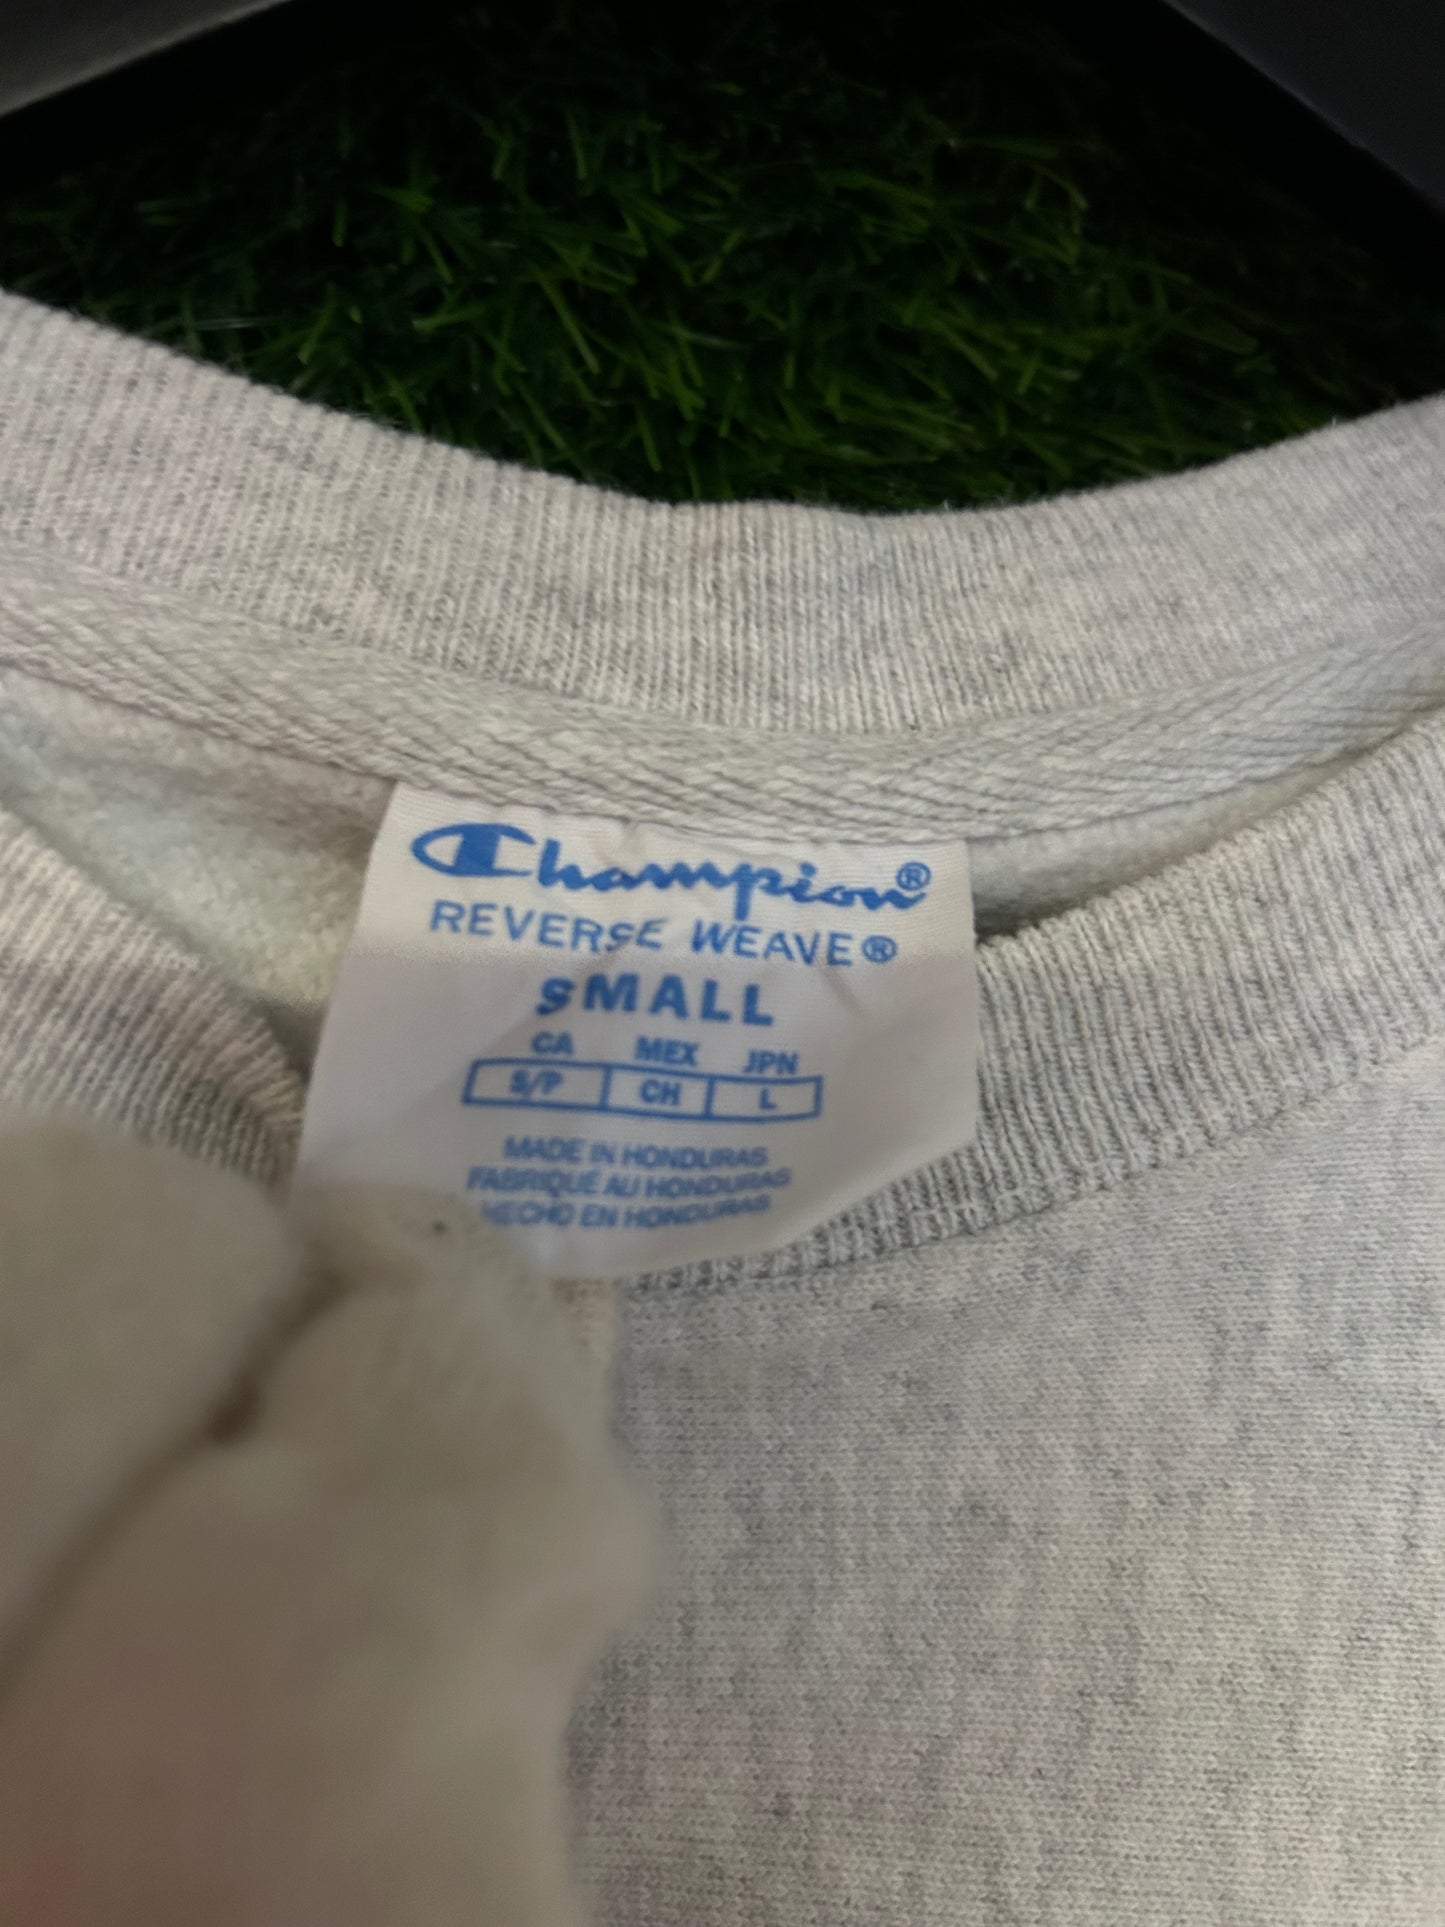 Champion®
REVERSE WEAVE®
SMALL
CA MEX JPN
S/P CH L
MADE IN HONDURAS
FABRIQUÉ AU HONDURAS
HECHO EN HONDURAS